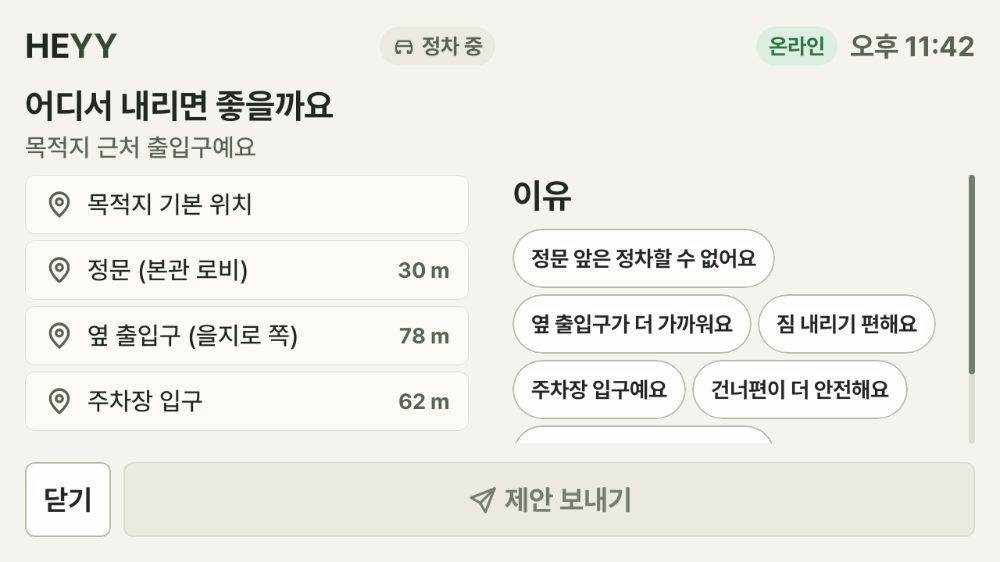 HEYY
정차 중
온라인 오후 11:42
어디서 내리면 좋을까요
목적지 근처 출입구예요
목적지 기본 위치
정문 (본관 로비) 30 m
옆 출입구 (을지로 쪽) 78 m
주차장 입구 62 m
이유
정문 앞은 정차할 수 없어요
옆 출입구가 더 가까워요 짐 내리기 편해요
주차장 입구예요 건너편이 더 안전해요
닫기 제안 보내기